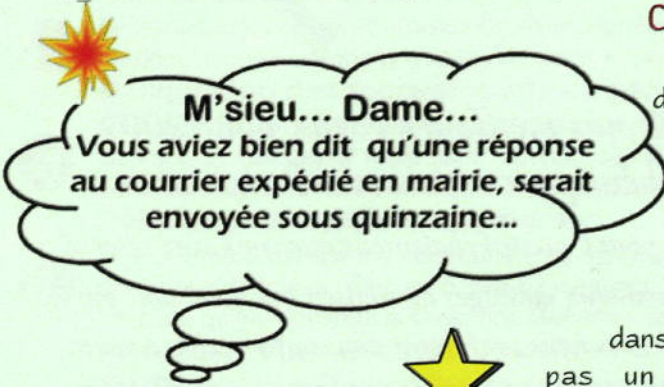 C
d
M'sieu... Dame...
Vous aviez bien dit qu'une réponse
au courrier expédié en mairie, serait
envoyée sous quinzaine...
dans
pas un